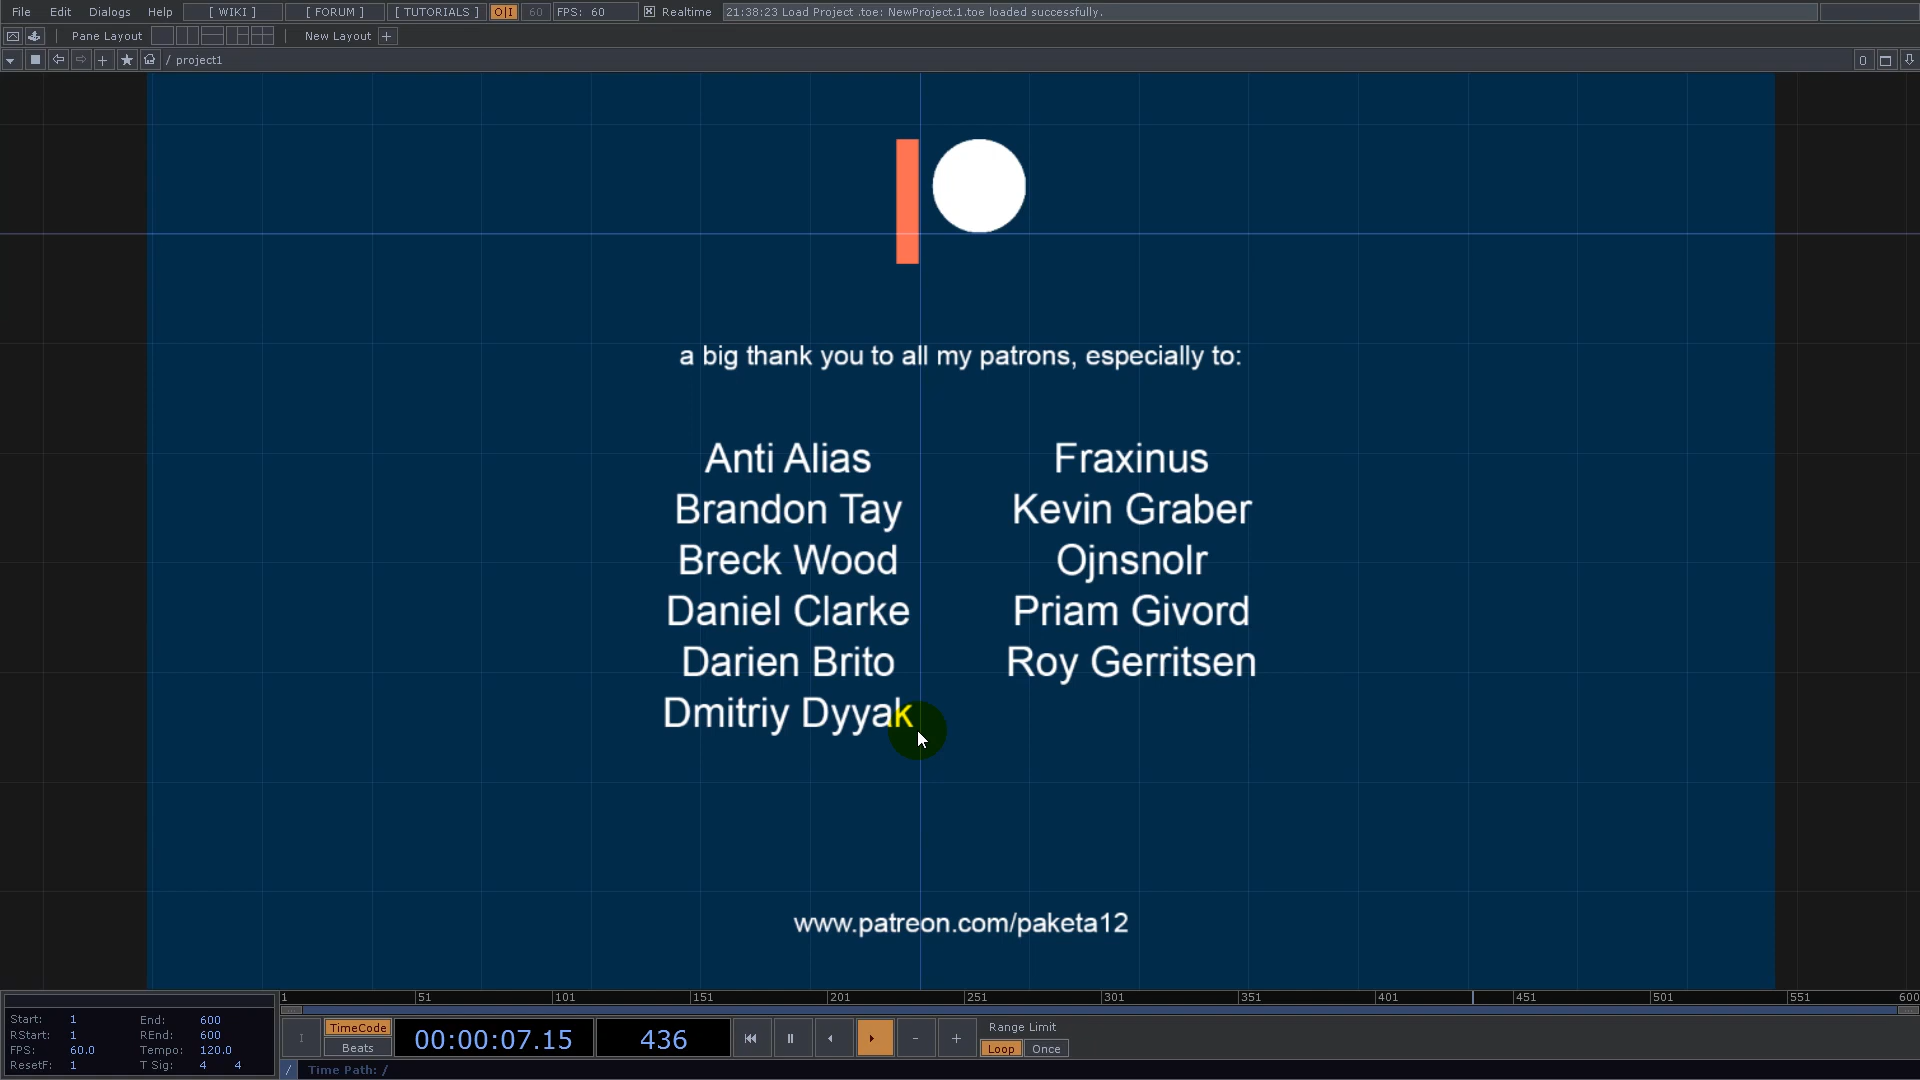 File Edit Dialogs Help [ WIKI ] [ FORUM ] [ TUTORIALS ] O|I 60 FPS: 60 Realtime 21:38:23 Load Project .toe: NewProject.1.toe loaded successfully.
Pane Layout New Layout +
/ project1 0
a big thank you to all my patrons, especially to:
Anti Alias
Brandon Tay
Breck Wood
Daniel Clarke
Darien Brito
Dmitriy Dyyak
Fraxinus
Kevin Graber
Ojnsnolr
Priam Givord
Roy Gerritsen
www.patreon.com/paketa12
1 51 101 151 201 251 301 351 401 451 501 551 600
Start: 1 End: 600
RStart: 1 REnd: 600
FPS: 60.0 Tempo: 120.0
ResetF: 1 T Sig: 4 4
I TimeCode Beats 00:00:07.15 436 - + Range Limit
Loop Once
/ Time Path: /